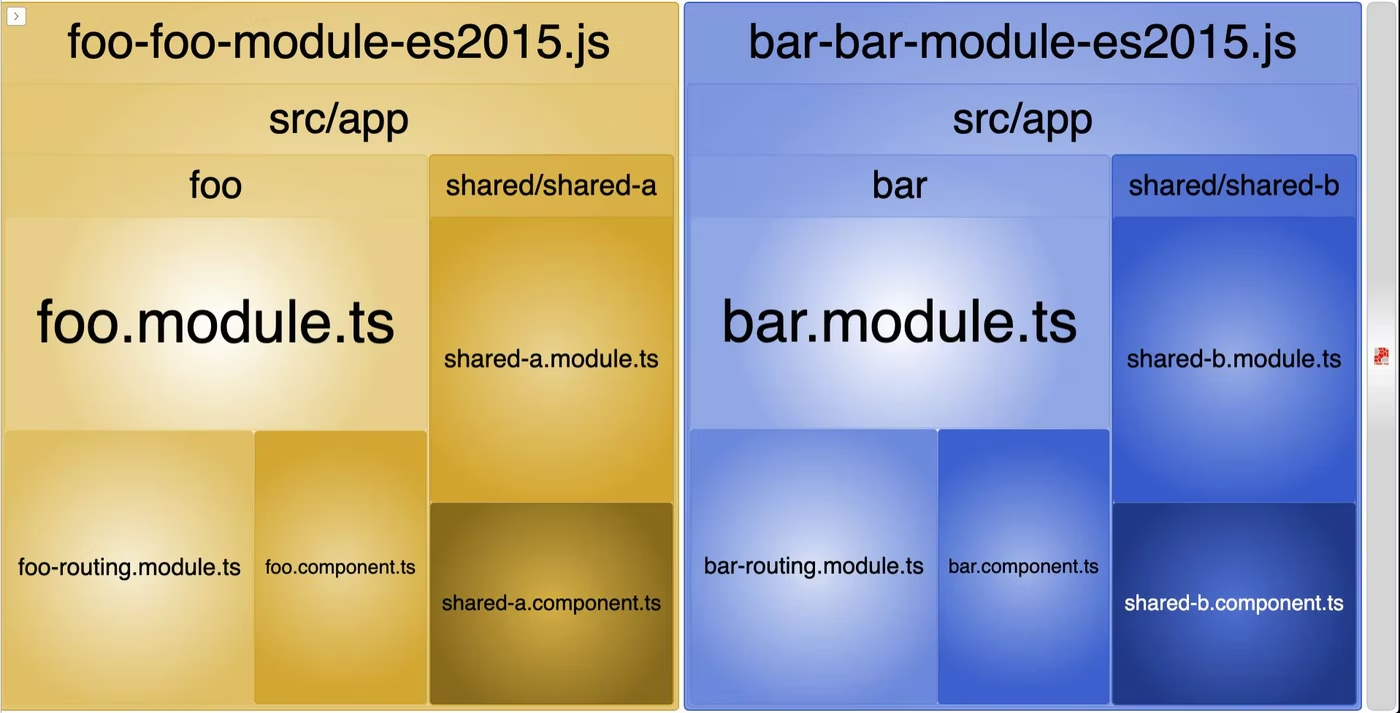 foo-foo-module-es2015.js
src/app
foo
shared/shared-a
foo.module.ts
shared-a.module.ts
foo-routing.module.ts
foo.component.ts
shared-a.component.ts
bar-bar-module-es2015.js
src/app
bar
shared/shared-b
bar.module.ts
shared-b.module.ts
bar-routing.module.ts
bar.component.ts
shared-b.component.ts